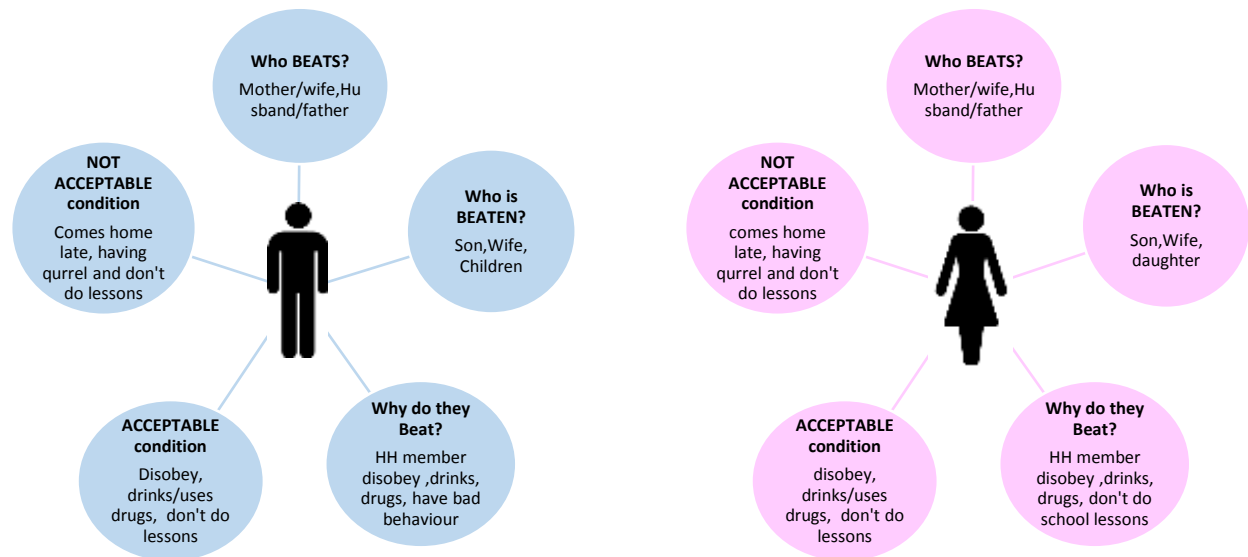 Who BEATS?
Mother/wife,Hu
sband/father
Who is
BEATEN?
Son,Wife,
Children
Why do they
Beat?
HH member
disobey ,drinks,
drugs, have bad
behaviour
ACCEPTABLE
condition
Disobey,
drinks/uses
drugs,  don't do
lessons
NOT
ACCEPTABLE
condition
Comes home
late, having
qurrel and don't
do lessons
Who BEATS?
Mother/wife,Hu
sband/father
Who is
BEATEN?
Son,Wife,
daughter
Why do they
Beat?
HH member
disobey ,drinks,
drugs, don't do
school lessons
ACCEPTABLE
condition
disobey,
drinks/uses
drugs,  don't do
lessons
NOT
ACCEPTABLE
condition
comes home
late, having
qurrel and don't
do lessons